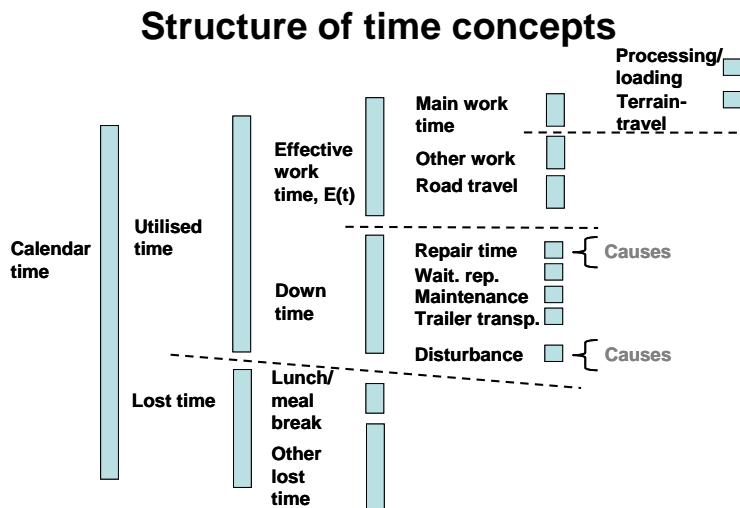 Structure of time concepts
Processing/
loading
Terrain-
travel
Main work
time
Other work
Road travel
Effective
work
time, E(t)
Utilised
time
Calendar
time
Repair time
Causes
Wait. rep.
Maintenance
Trailer transp.
Down
time
Disturbance
Causes
Lost time
Lunch/
meal
break
Other
lost
time